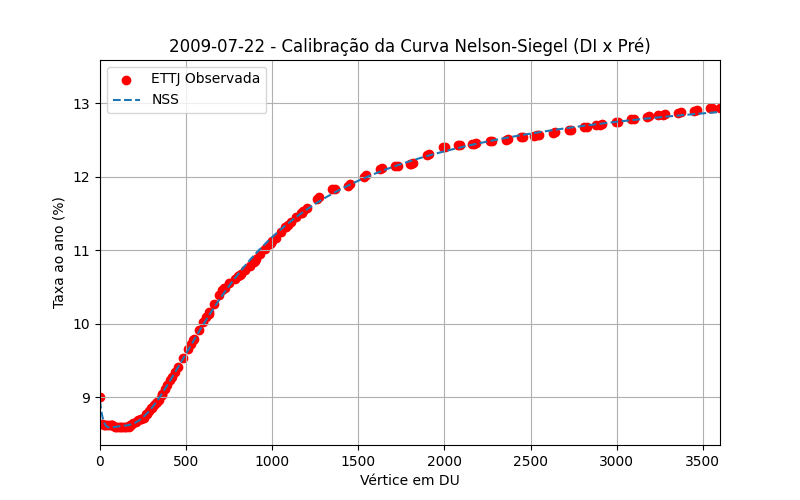 2009-07-22 - Calibração da Curva Nelson-Siegel (DI x Pré)
ETTJ Observada
NSS
Taxa ao ano (%)
13
12
11
10
9
0 500 1000 1500 2000 2500 3000 3500
Vértice em DU